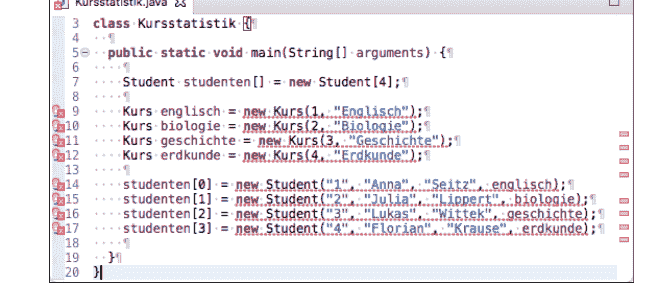 Kursstatistik.java
3 class Kursstatistik {
4
5 public static void main(String[] arguments) {
6
7 Student studenten[] = new Student[4];
8
9 Kurs englisch = new Kurs(1, "Englisch");
10 Kurs biologie = new Kurs(2, "Biologie");
11 Kurs geschichte = new Kurs(3, "Geschichte");
12 Kurs erdkunde = new Kurs(4, "Erdkunde");
13
14 studenten[0] = new Student("1", "Anna", "Seitz", englisch);
15 studenten[1] = new Student("2", "Julia", "Lippert", biologie);
16 studenten[2] = new Student("3", "Lukas", "Wittek", geschichte);
17 studenten[3] = new Student("4", "Florian", "Krause", erdkunde);
18
19 }
20 }